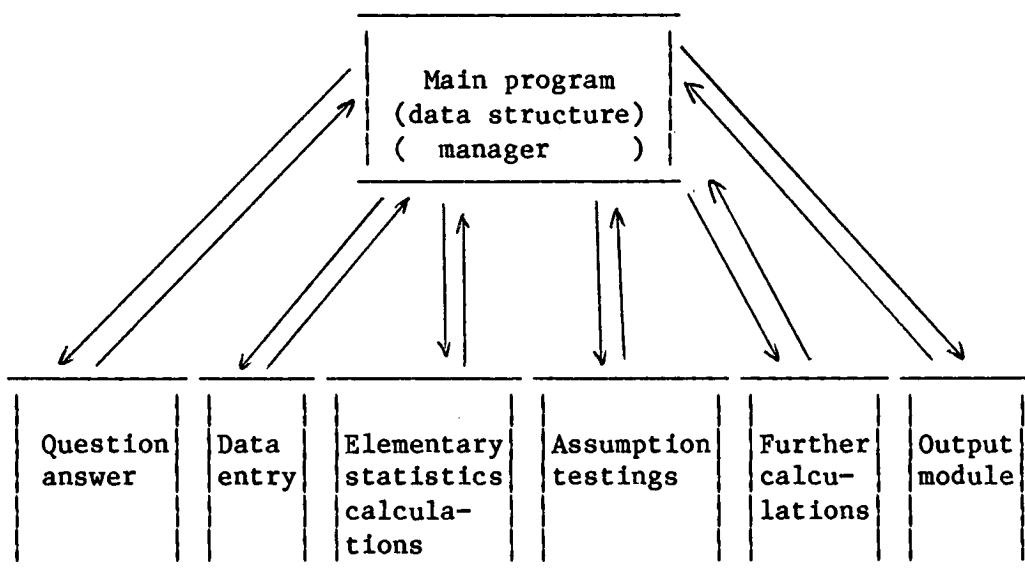 Main program
(data structure)
( manager )
Question
answer
Data
entry
Elementary
statistics
calcula-
tions
Assumption
testings
Further
calcu-
lations
Output
module